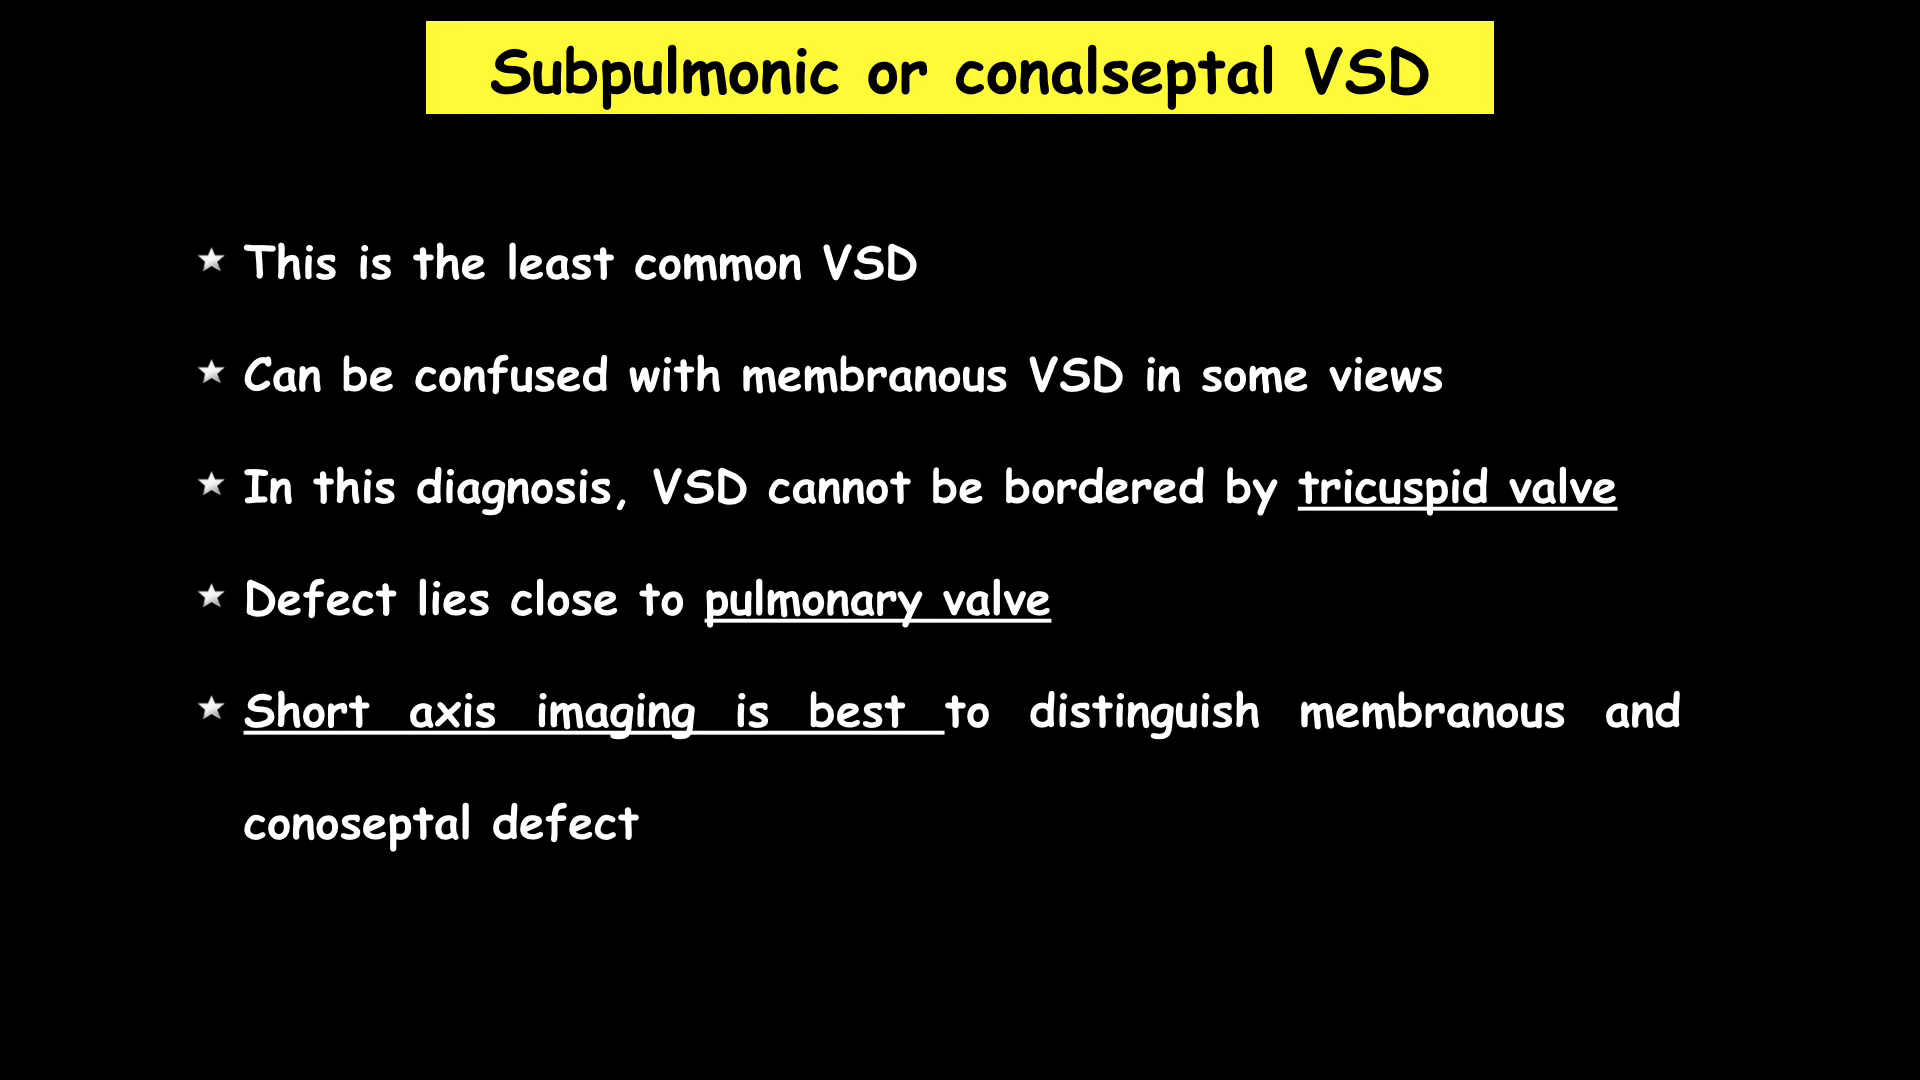 Subpulmonic or conalseptal VSD
This is the least common VSD
Can be confused with membranous VSD in some views
In this diagnosis, VSD cannot be bordered by tricuspid valve
Defect lies close to pulmonary valve
Short axis imaging is best to distinguish membranous and
conoseptal defect